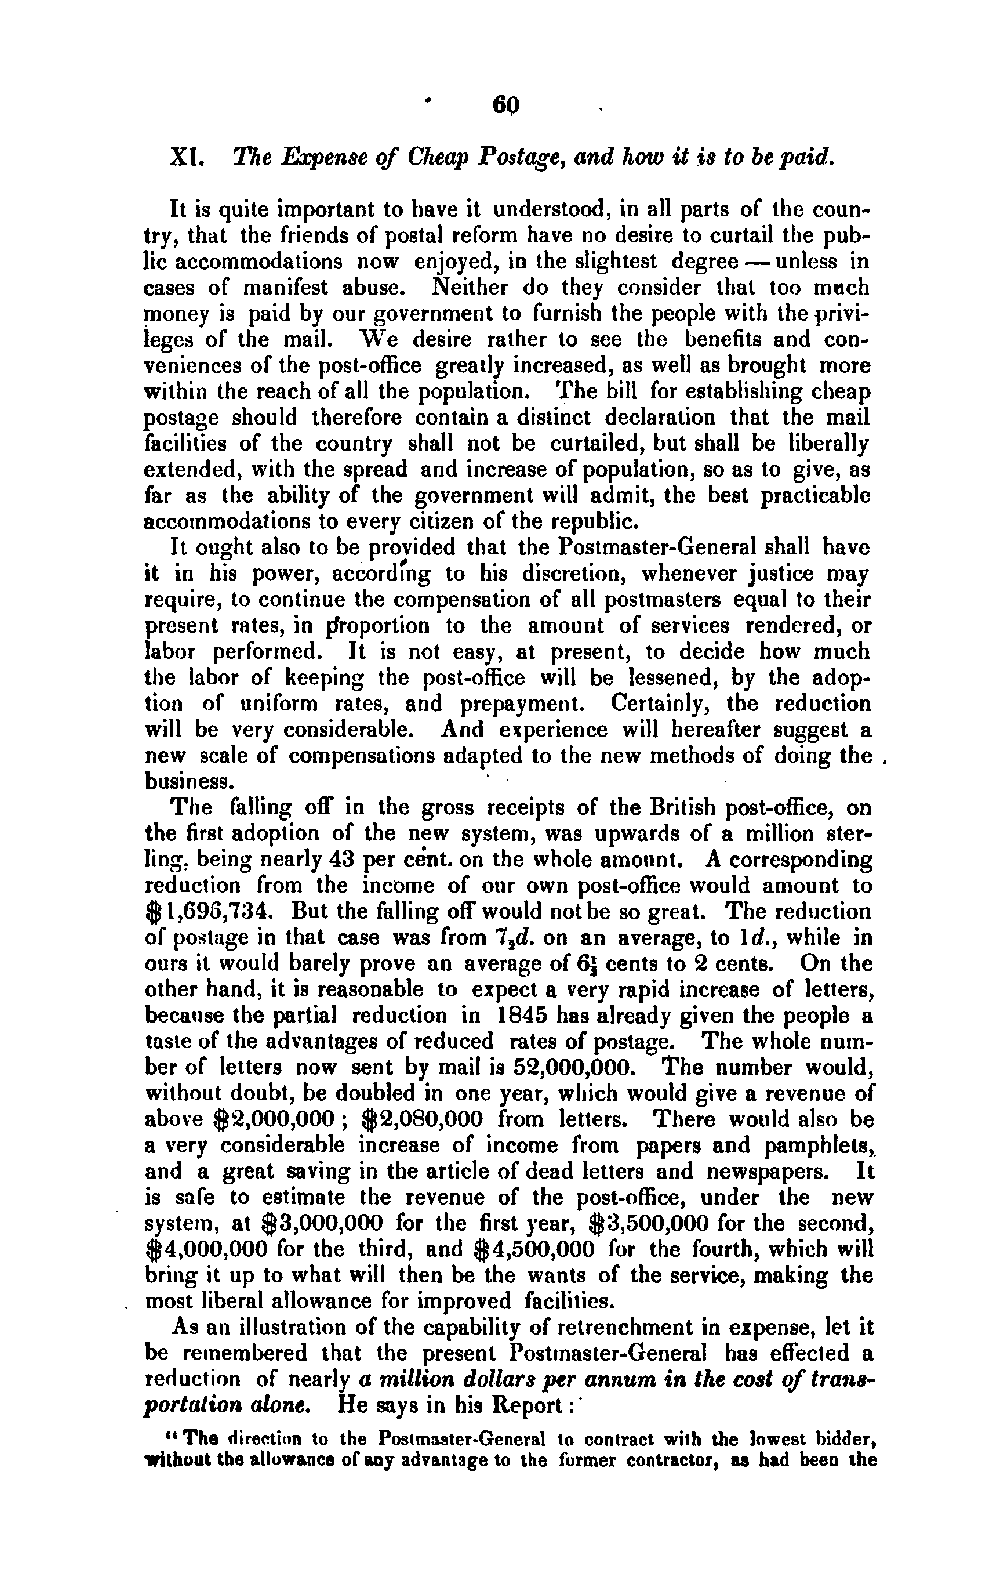 60
XI. The Expense of Cheap Postage, and how it is to be paid.
It is quite important to have it understood, in all parts of the coun-
try, that the friends of postal reform have no desire to curtail the pub-
lic accommodations now enjoyed, in the slightest degree — unless in
cases of manifest abuse. Neither do they consider that too much
money is paid by our government to furnish the people with the privi-
leges of the mail. We desire rather to see the benefits and con-
veniences of the post-office greatly increased, as well as brought more
within the reach of all the population. The bill for establishing cheap
postage should therefore contain a distinct declaration that the mail
facilities of the country shall not be curtailed, but shall be liberally
extended, with the spread and increase of population, so as to give, as
far as the ability of the government will admit, the best practicable
accommodations to every citizen of the republic.
It ought also to be provided that the Postmaster-General shall have
it in his power, according to his discretion, whenever justice may
require, to continue the compensation of all postmasters equal to their
present rates, in proportion to the amount of services rendered, or
labor performed. It is not easy, at present, to decide how much
the labor of keeping the post-office will be lessened, by the adop-
tion of uniform rates, and prepayment. Certainly, the reduction
will be very considerable. And experience will hereafter suggest a
new scale of compensations adapted to the new methods of doing the
business.
The falling off in the gross receipts of the British post-office, on
the first adoption of the new system, was upwards of a million ster-
ling, being nearly 43 per cent. on the whole amount. A corresponding
reduction from the income of our own post-office would amount to
$1,696,734. But the falling off would not be so great. The reduction
of postage in that case was from d. on an average, to 1d., while in
ours it would barely prove an average of cents to 2 cents. On the
other hand, it is reasonable to expect a very rapid increase of letters,
because the partial reduction in 1845 has already given the people a
taste of the advantages of reduced rates of postage. The whole num-
ber of letters now sent by mail is 52,000,000. The number would,
without doubt, be doubled in one year, which would give a revenue of
above $2,000,000; $2,080,000 from letters. There would also be
a very considerable increase of income from papers and pamphlets,
and a great saving in the article of dead letters and newspapers. It
is safe to estimate the revenue of the post-office, under the new
system, at $3,000,000 for the first year, $3,500,000 for the second,
$4,000,000 for the third, and $4,500,000 for the fourth, which will
bring it up to what will then be the wants of the service, making the
most liberal allowance for improved facilities.
As an illustration of the capability of retrenchment in expense, let it
be remembered that the present Postmaster-General has effected a
reduction of nearly a million dollars per annum in the cost of trans-
portation alone. He says in his Report:
"The direction to the Postmaster-General to contract with the lowest bidder,
without the allowance of any advantage to the former contractor, as had been the